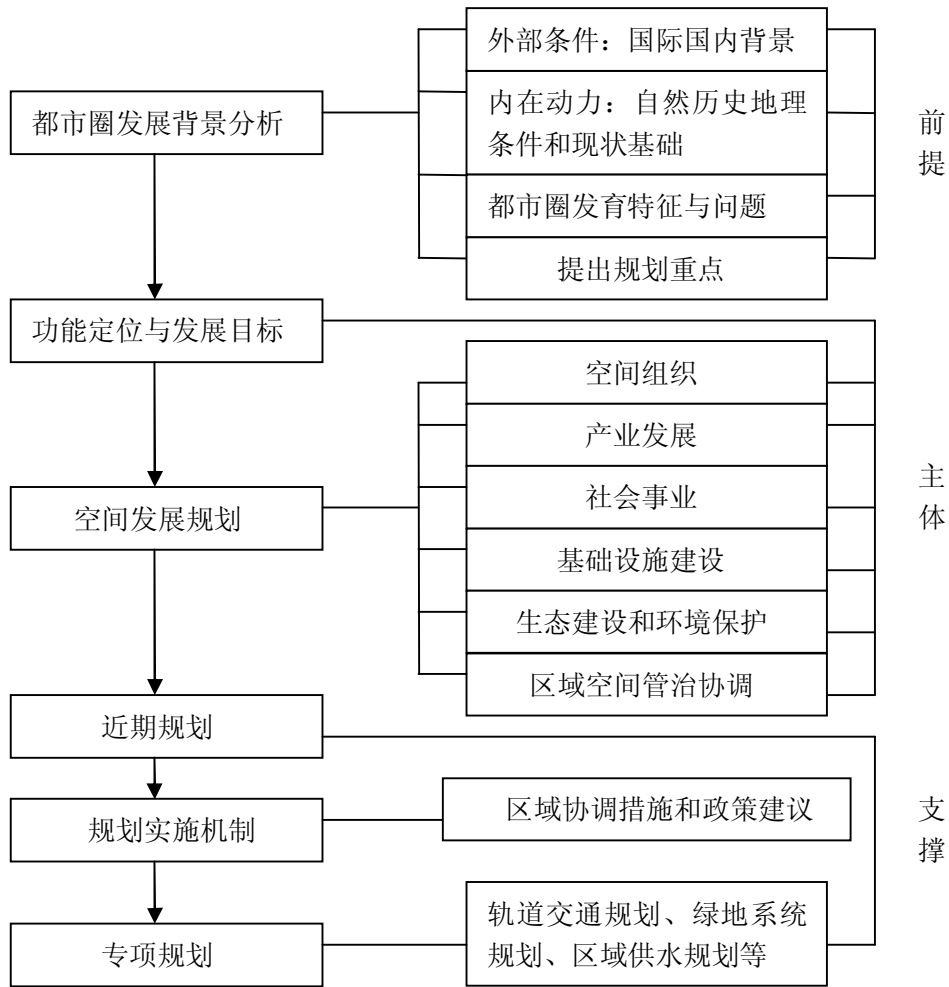 外部条件：国际国内背景
都市圈发展背景分析
内在动力：自然历史地理
条件和现状基础
都市圈发育特征与问题
提出规划重点
前
提
功能定位与发展目标
空间发展规划
空间组织
产业发展
社会事业
基础设施建设
生态建设和环境保护
区域空间管治协调
主
体
近期规划
规划实施机制
区域协调措施和政策建议
专项规划
轨道交通规划、绿地系统
规划、区域供水规划等
支
撑